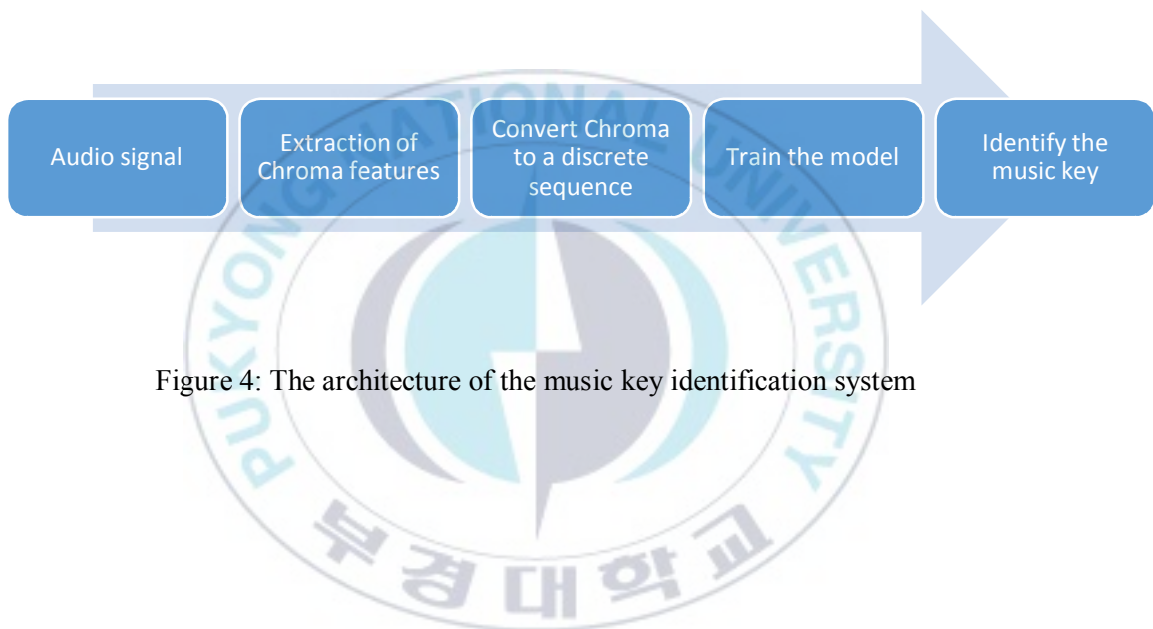 Audio signal
Extraction of
Chroma features
Convert Chroma
to a discrete
sequence
Train the model
Identify the
music key
Figure 4: The architecture of the music key identification system
PUKYONG NATIONAL UNIVERSITY
부경대학교